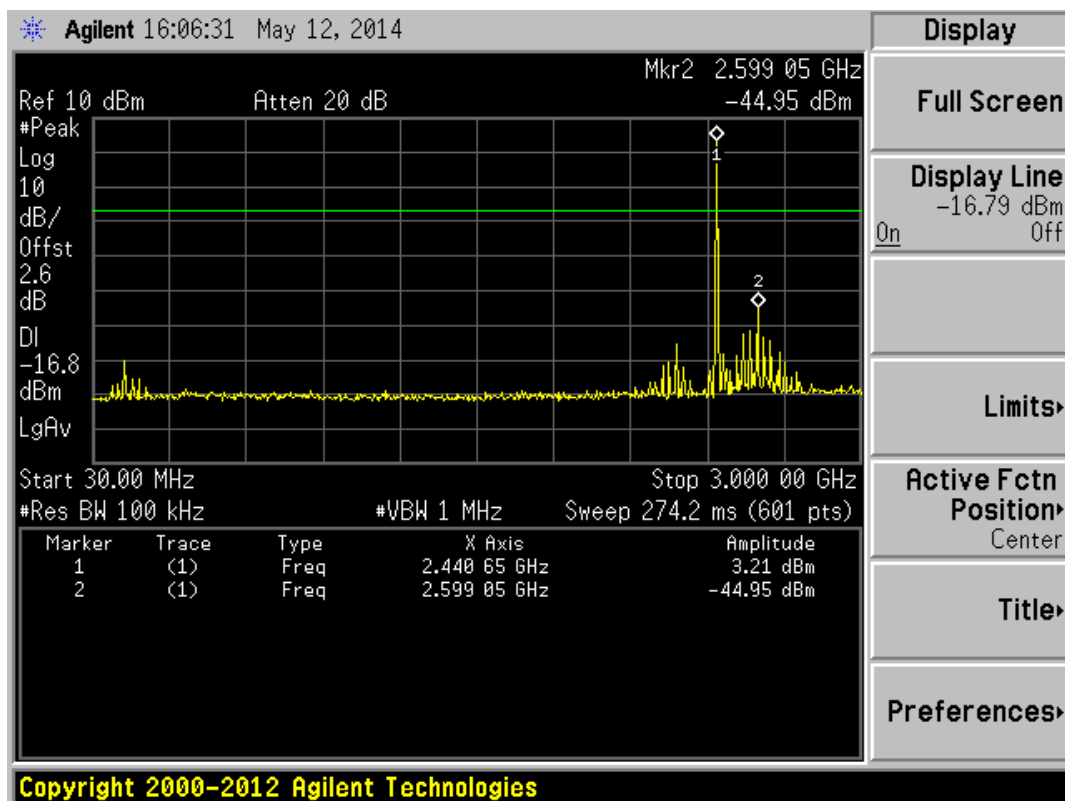 Agilent 16:06:31 May 12, 2014
Display
Mkr2 2.599 05 GHz
Ref 10 dBm Atten 20 dB -44.95 dBm
Full Screen
#Peak
1
Log
10
dB/
Offst
2.6
dB
2
DI
-16.8
dBm
LgAv
Display Line
-16.79 dBm
On Off
Limits
Start 30.00 MHz Stop 3.000 00 GHz
#Res BW 100 kHz #VBW 1 MHz Sweep 274.2 ms (601 pts)
Active Fctn
Position
Center
Marker Trace Type X Axis Amplitude
1 (1) Freq 2.440 65 GHz 3.21 dBm
2 (1) Freq 2.599 05 GHz -44.95 dBm
Title
Preferences
Copyright 2000-2012 Agilent Technologies